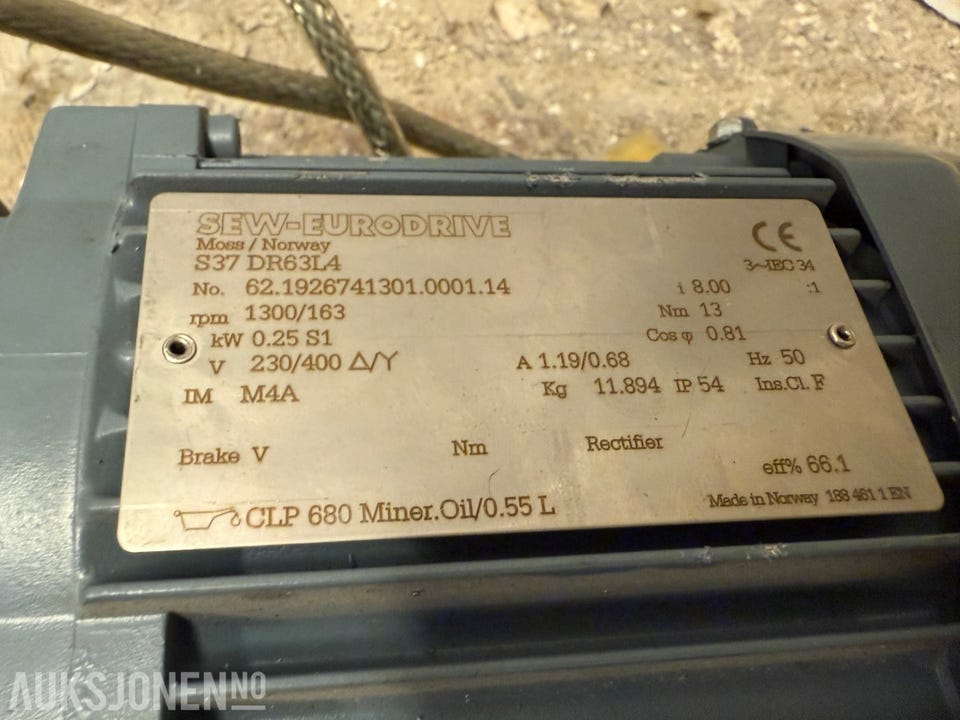 SEW-EURODRIVE
Moss / Norway
S37 DR63L4
CE
3~IEC 34
No. 62.1926741301.0001.14 i 8.00 :1
rpm 1300/163 Nm 13
kW 0.25 S1 Cos φ 0.81
V 230/400 Δ/Y A 1.19/0.68 Hz 50
IM M4A Kg 11.894 IP 54 Ins.Cl. F
Brake V Nm Rectifier
eff% 66.1
CLP 680 Miner.Oil/0.55 L
Made in Norway 188 461 1 EN
AUKSJONEN NO